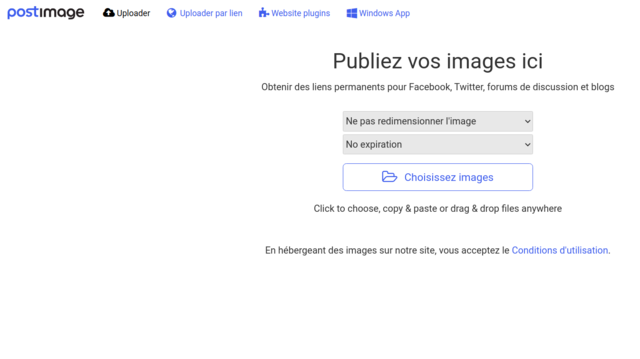 postimage Uploader Uploader par lien Website plugins Windows App
Publiez vos images ici
Obtenir des liens permanents pour Facebook, Twitter, forums de discussion et blogs
Ne pas redimensionner l'image
No expiration
Choisissez images
Click to choose, copy & paste or drag & drop files anywhere
En hébergeant des images sur notre site, vous acceptez le Conditions d'utilisation.